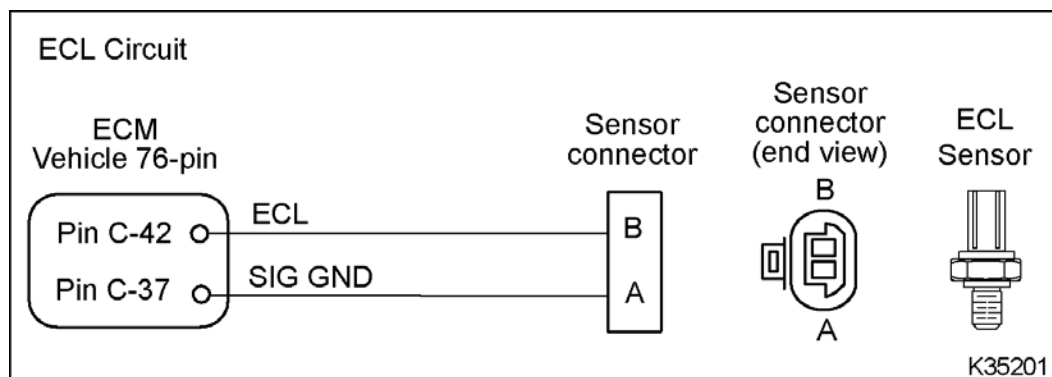 ECL Circuit
ECM
Vehicle 76-pin
Pin C-42
Pin C-37
ECL
SIG GND
Sensor
connector
B
A
Sensor
connector
(end view)
B
A
ECL
Sensor
K35201